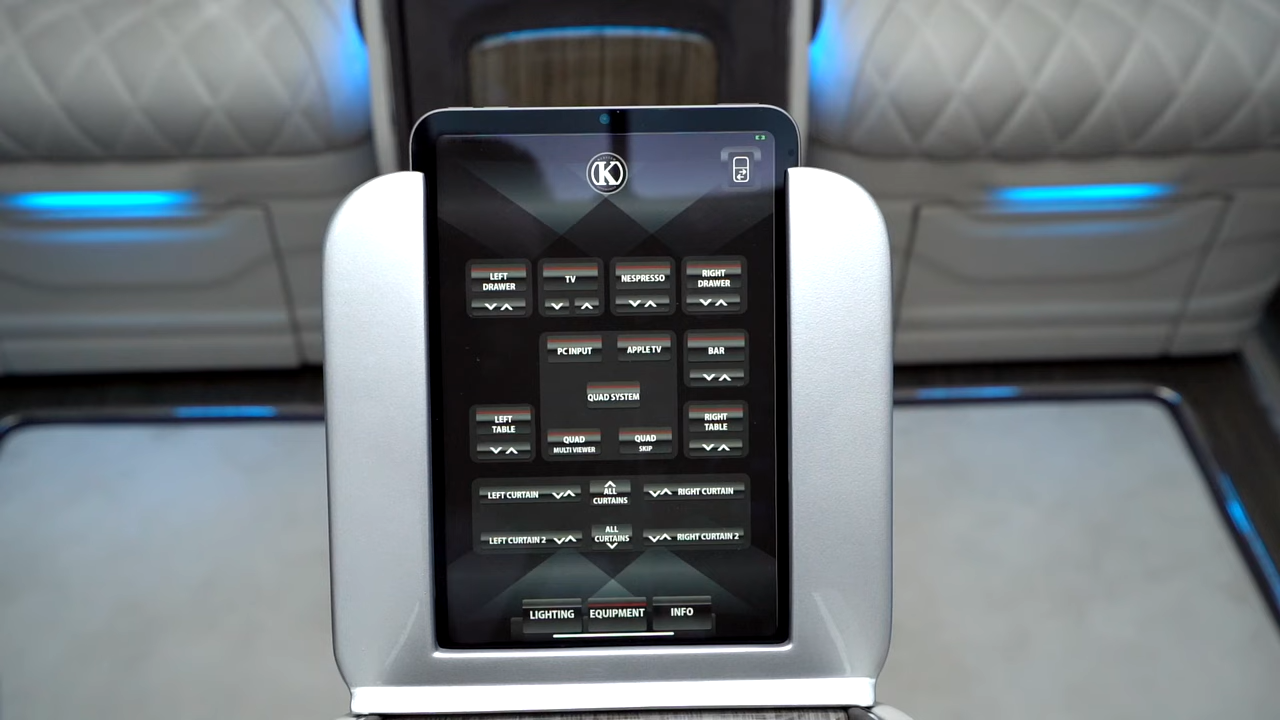 K
LEFT
DRAWER
TV
NESPRESSO
RIGHT
DRAWER
PC INPUT
APPLE TV
BAR
QUAD SYSTEM
LEFT
TABLE
QUAD
MULTI VIEWER
QUAD
SKIP
RIGHT
TABLE
LEFT CURTAIN
ALL
CURTAINS
RIGHT CURTAIN
LEFT CURTAIN 2
ALL
CURTAINS
RIGHT CURTAIN 2
LIGHTING
EQUIPMENT
INFO